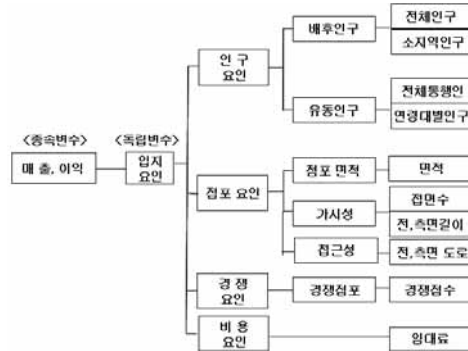 전체인구
배후인구
소지역인구
인 구
요인
전체통행인
유동인구
연령대별인구
<종속변수> <독립변수>
매 출, 이익
입지
요인
점포 면적
면적
점포 요인
가시성
접면수
전,측면길이
접근성
전,측면 도로
경 쟁
요인
경쟁점포
경쟁점수
비 용
요인
임대료